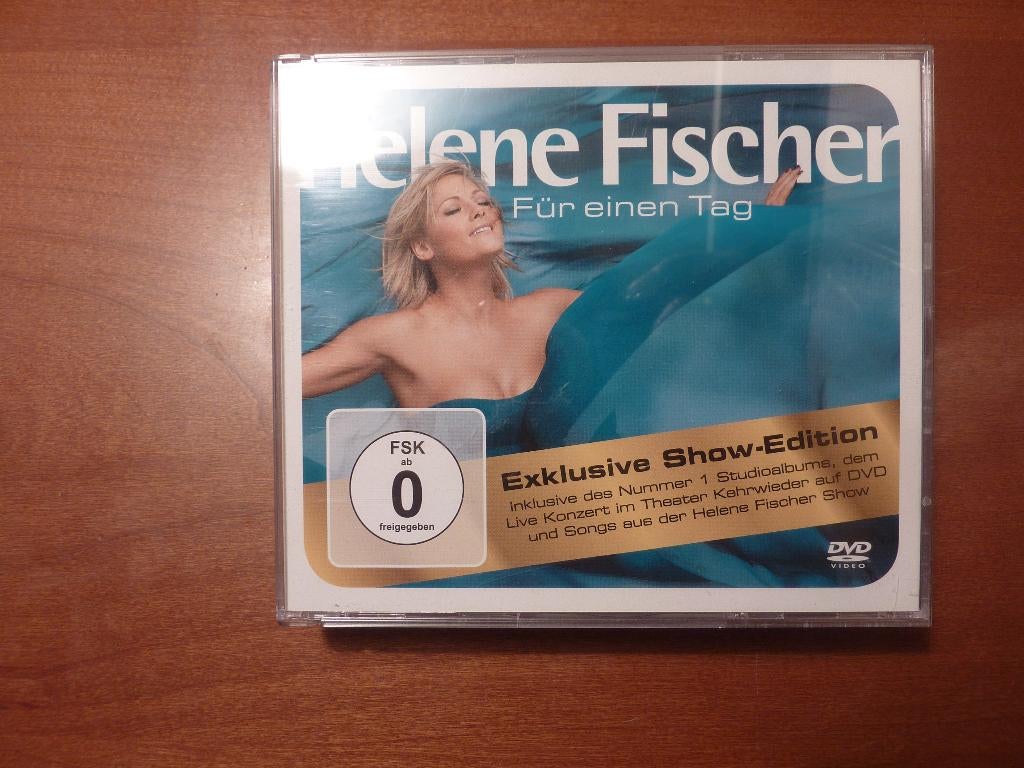 Helene Fischer
Für einen Tag
FSK
ab
0
freigegeben
Exklusive Show-Edition
Inklusive des Nummer 1 Studioalbums, dem
Live Konzert im Theater Kehrwieder auf DVD
und Songs aus der Helene Fischer Show
DVD
VIDEO